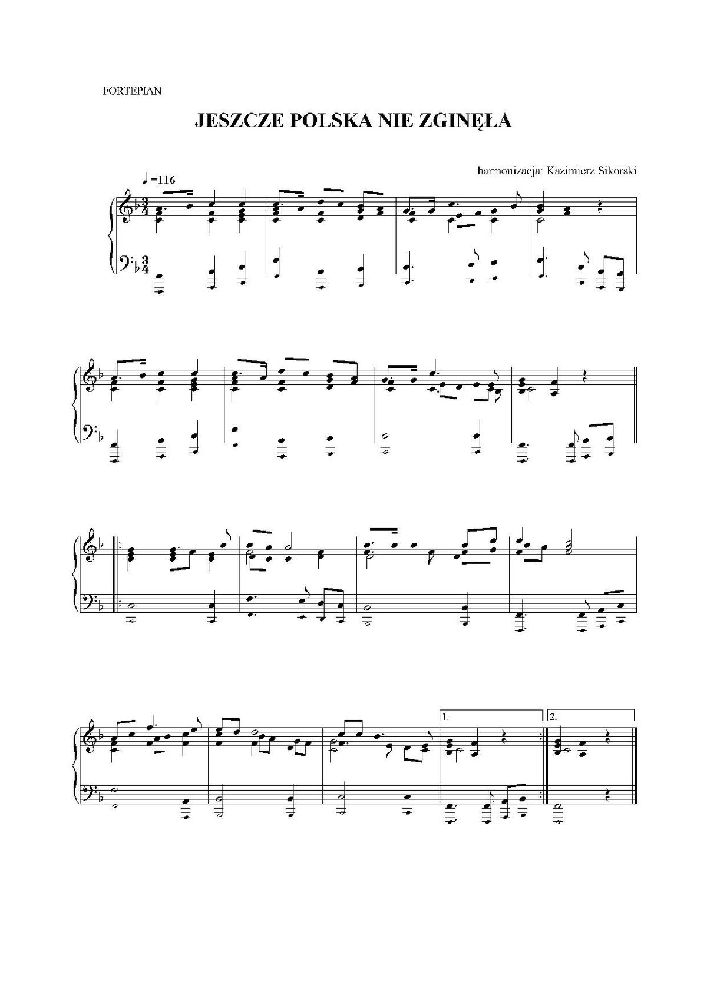 FORTEPIAN
JESZCZE POLSKA NIE ZGINĘŁA
harmonizacja: Kazimierz Sikorski
♩=116
3
4
3
4
1.
2.